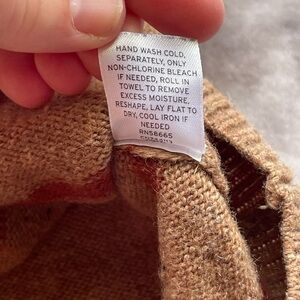 HAND WASH COLD,
SEPARATELY, ONLY
NON-CHLORINE BLEACH
IF NEEDED, ROLL IN
TOWEL TO REMOVE
EXCESS MOISTURE,
RESHAPE, LAY FLAT TO
DRY, COOL IRON IF
NEEDED
RN58665